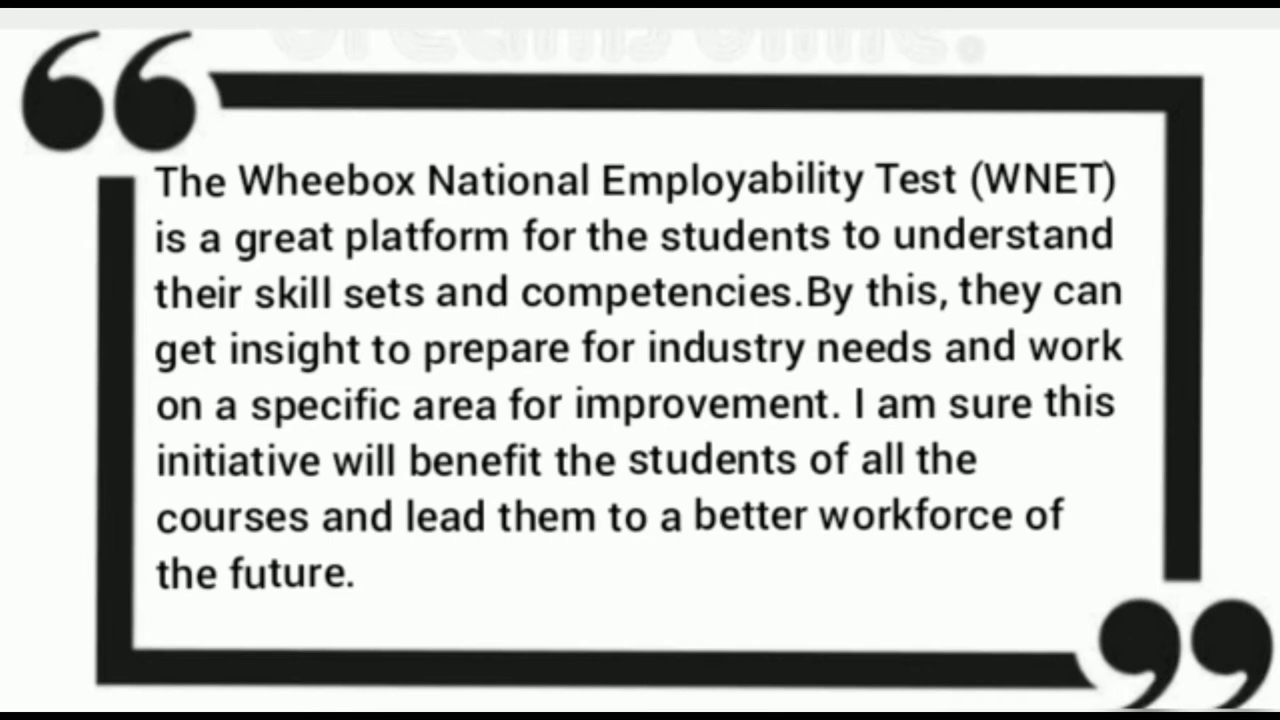 The Wheebox National Employability Test (WNET)
is a great platform for the students to understand
their skill sets and competencies.By this, they can
get insight to prepare for industry needs and work
on a specific area for improvement. I am sure this
initiative will benefit the students of all the
courses and lead them to a better workforce of
the future.